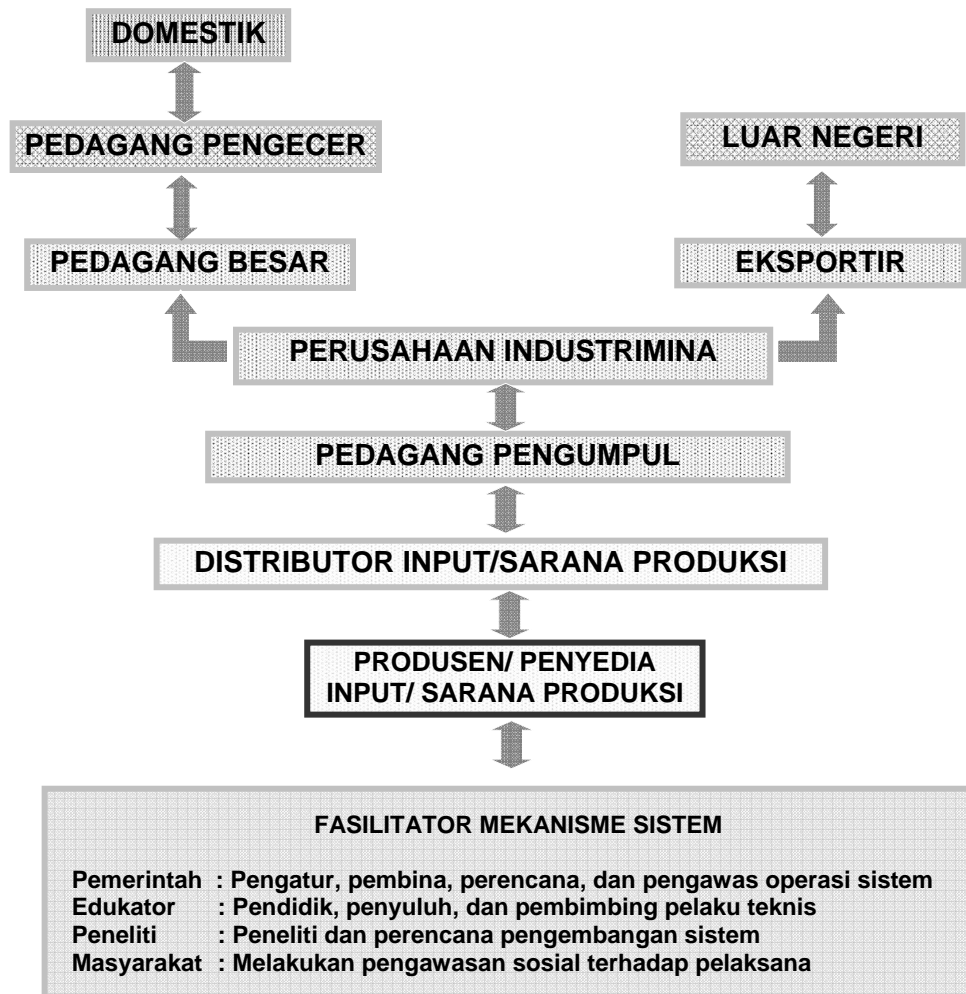 DOMESTIK
PEDAGANG PENGECER
LUAR NEGERI
PEDAGANG BESAR
EKSPORTIR
PERUSAHAAN INDUSTRIMINA
PEDAGANG PENGUMPUL
DISTRIBUTOR INPUT/SARANA PRODUKSI
PRODUSEN/ PENYEDIA
INPUT/ SARANA PRODUKSI
FASILITATOR MEKANISME SISTEM
Pemerintah : Pengatur, pembina, perencana, dan pengawas operasi sistem
Edukator : Pendidik, penyuluh, dan pembimbing pelaku teknis
Peneliti : Peneliti dan perencana pengembangan sistem
Masyarakat : Melakukan pengawasan sosial terhadap pelaksana